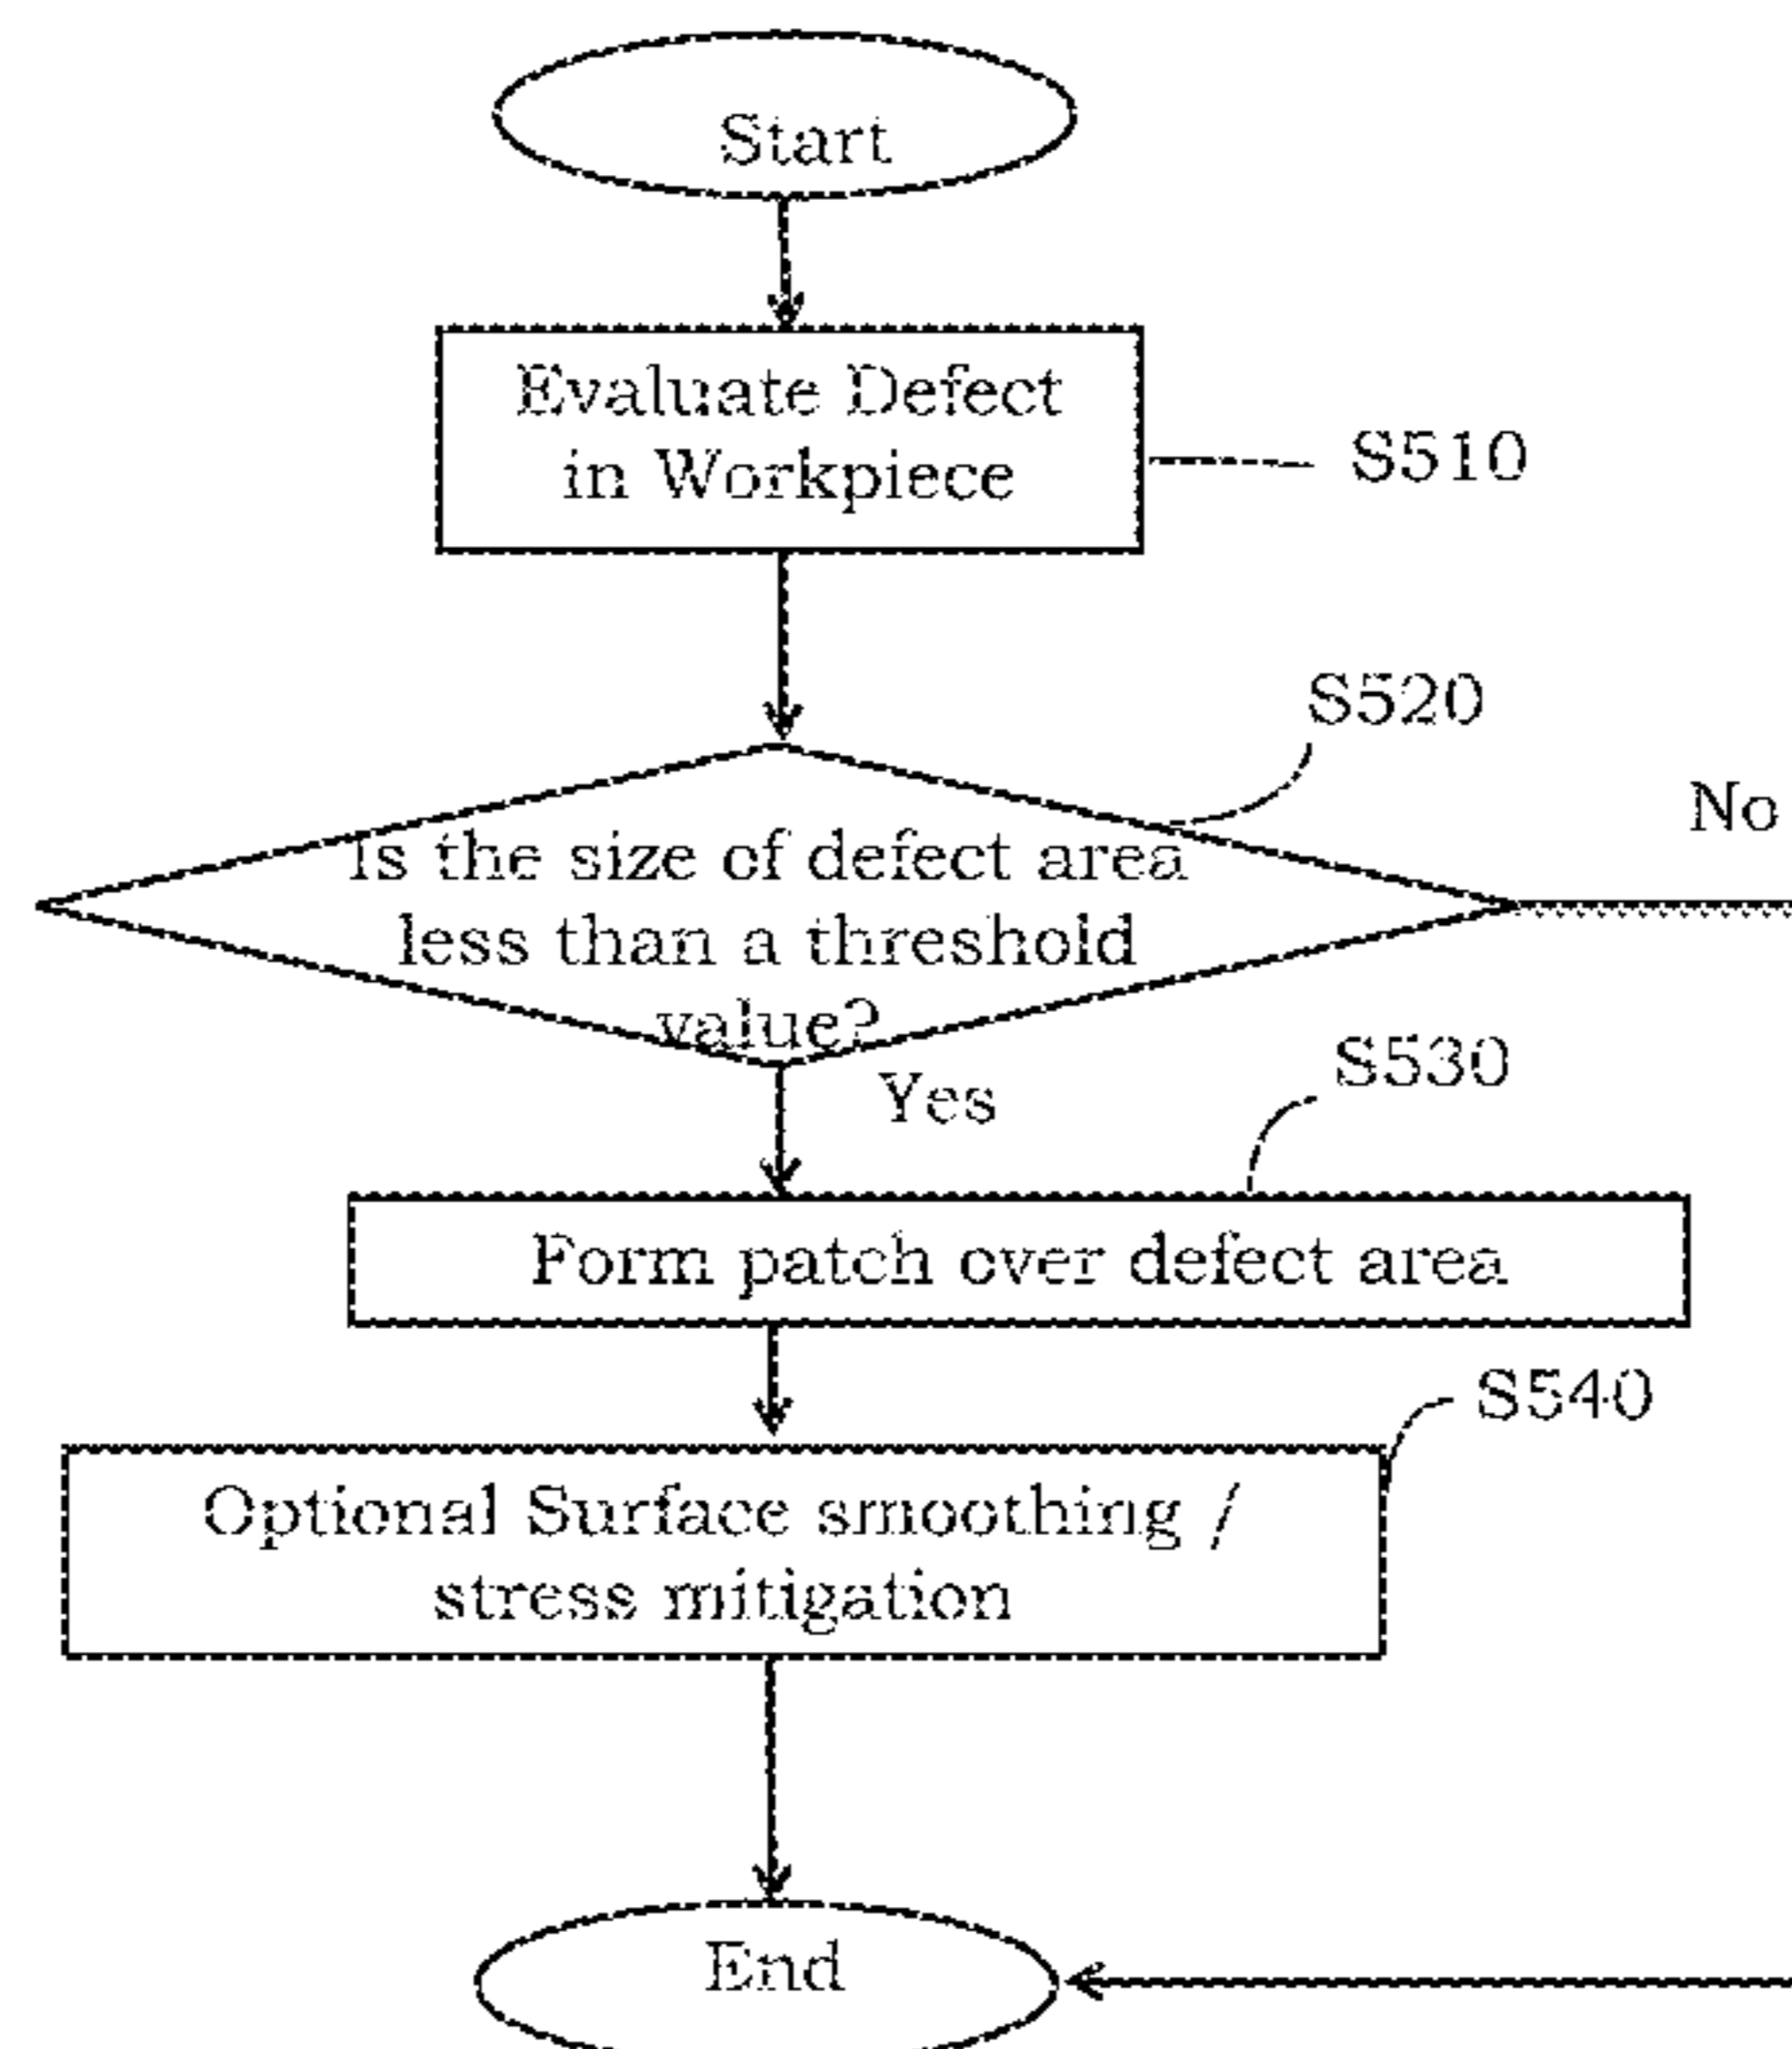 Start
Evaluate Defect
in Workpiece
S510
S520
No
Is the size of defect area
less than a threshold
value?
Yes
S530
Form patch over defect area
S540
Optional Surface smoothing /
stress mitigation
End